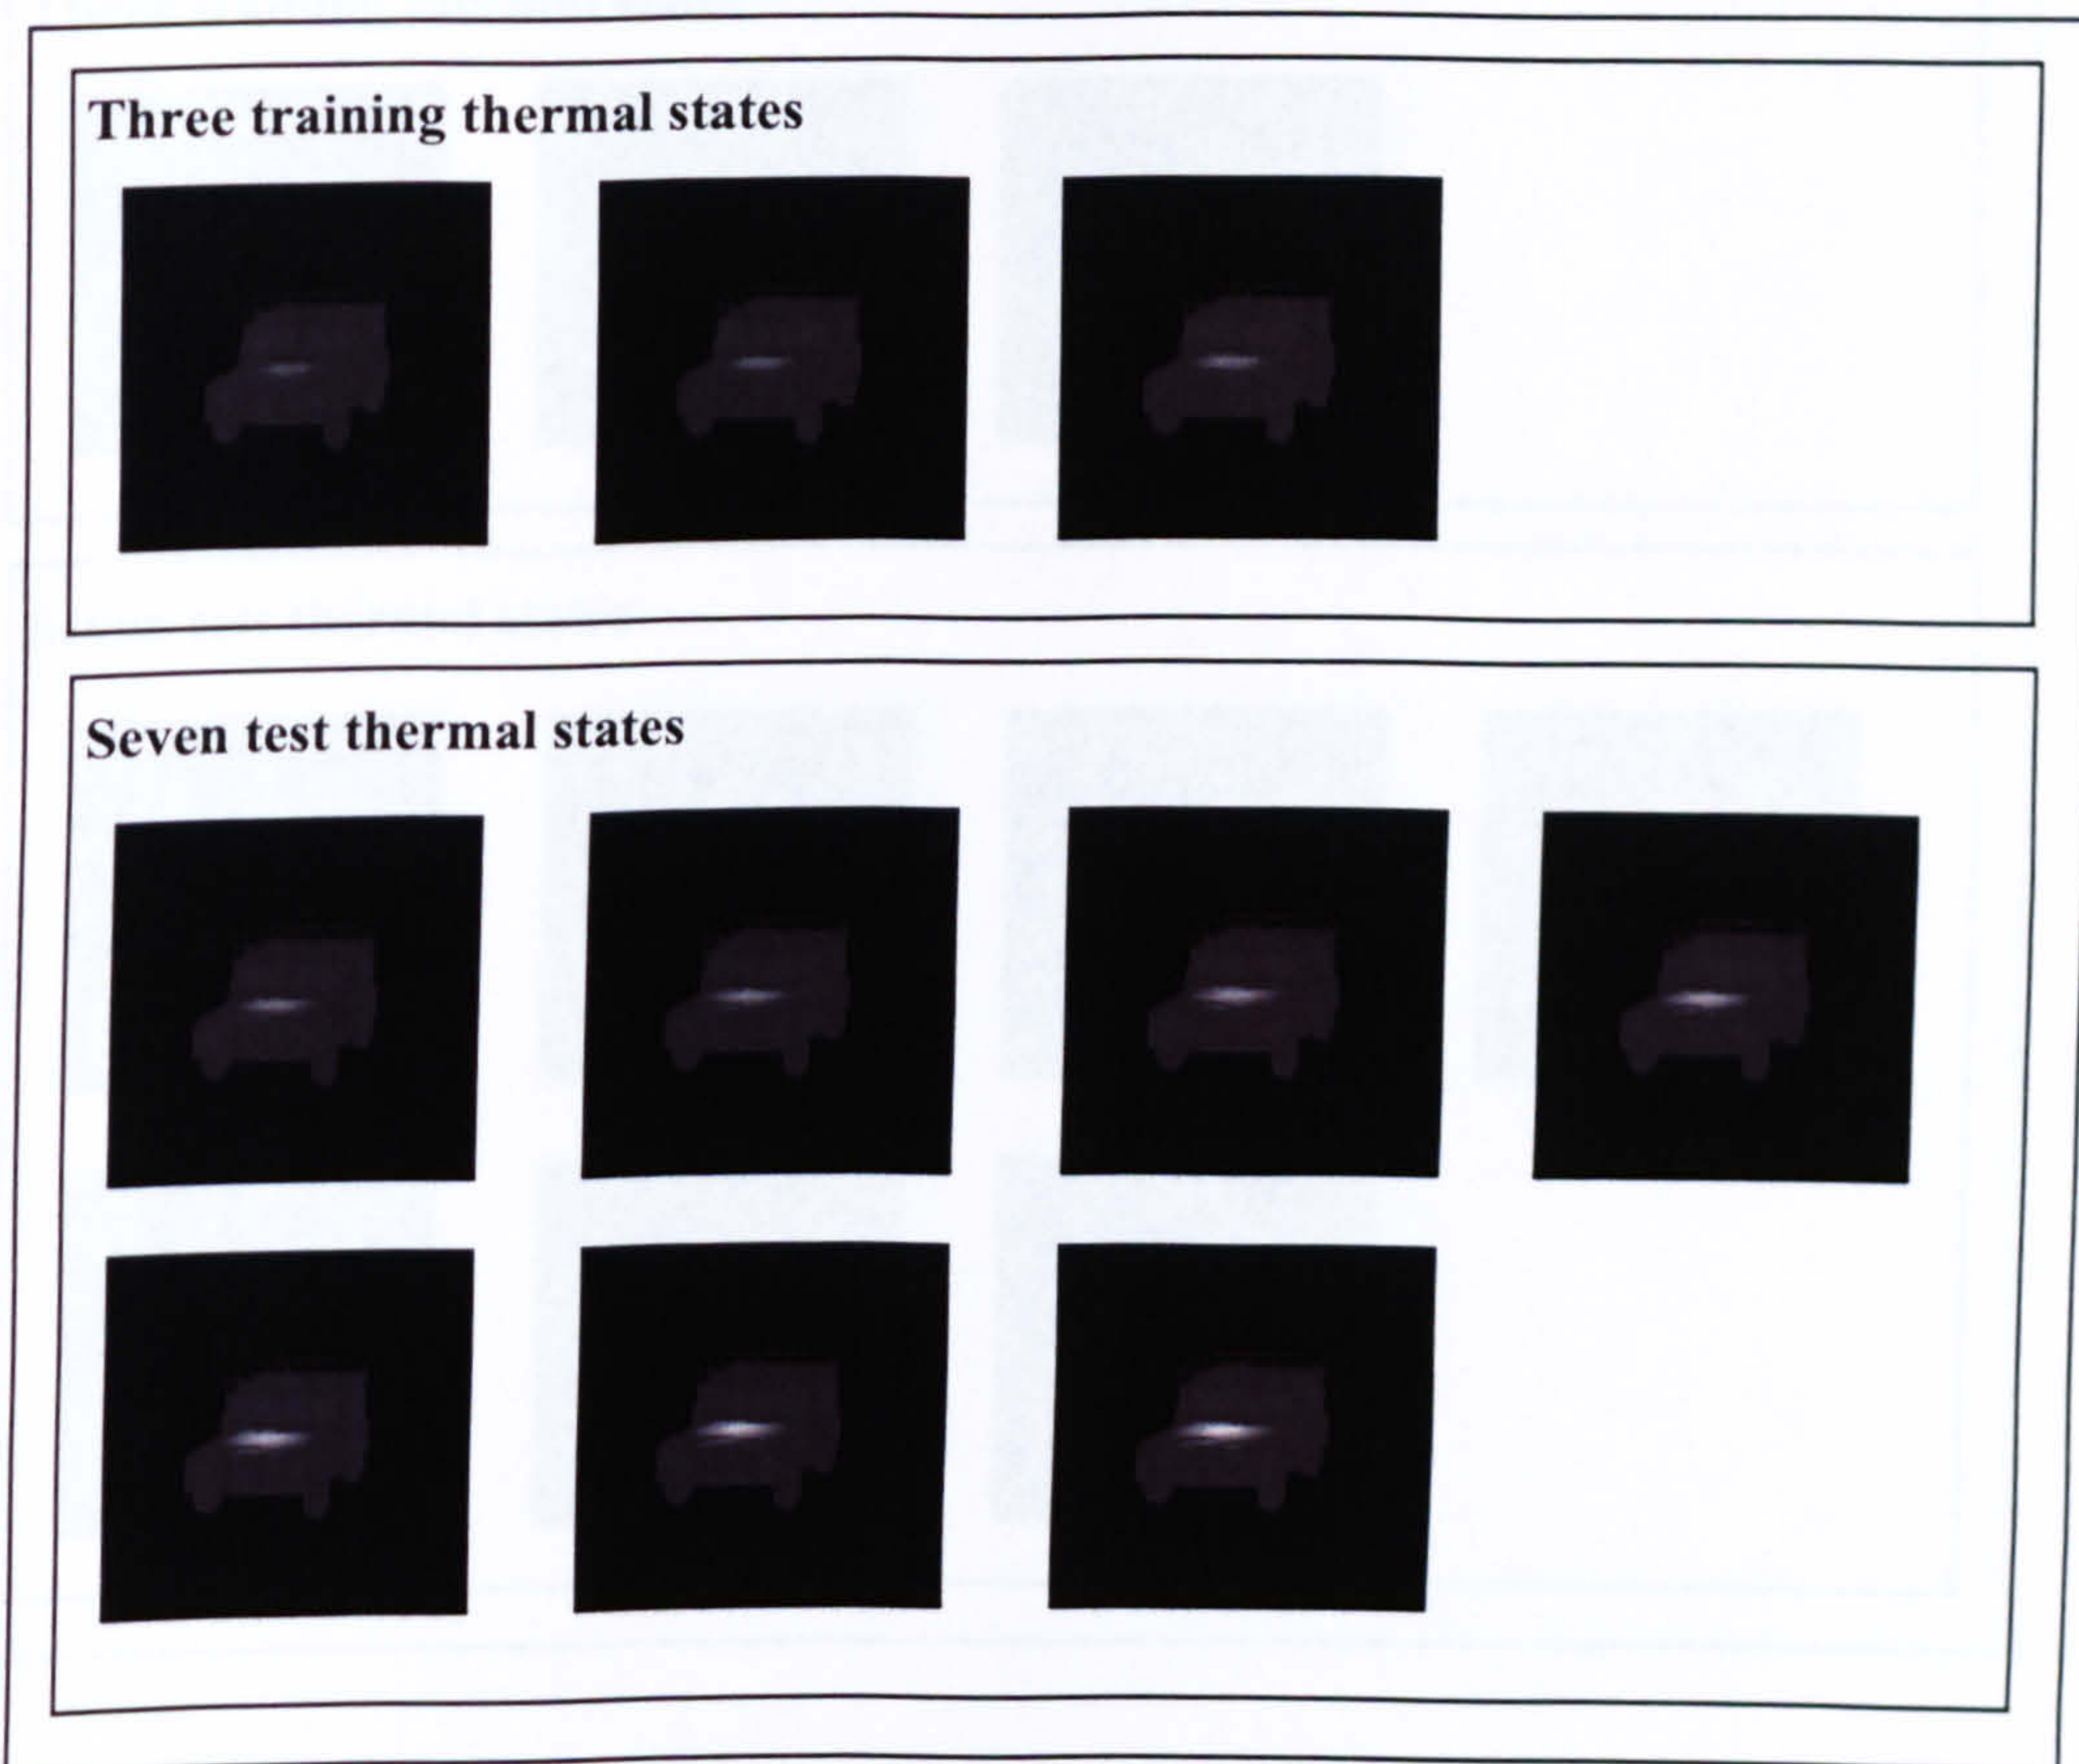 Three training thermal states
Seven test thermal states